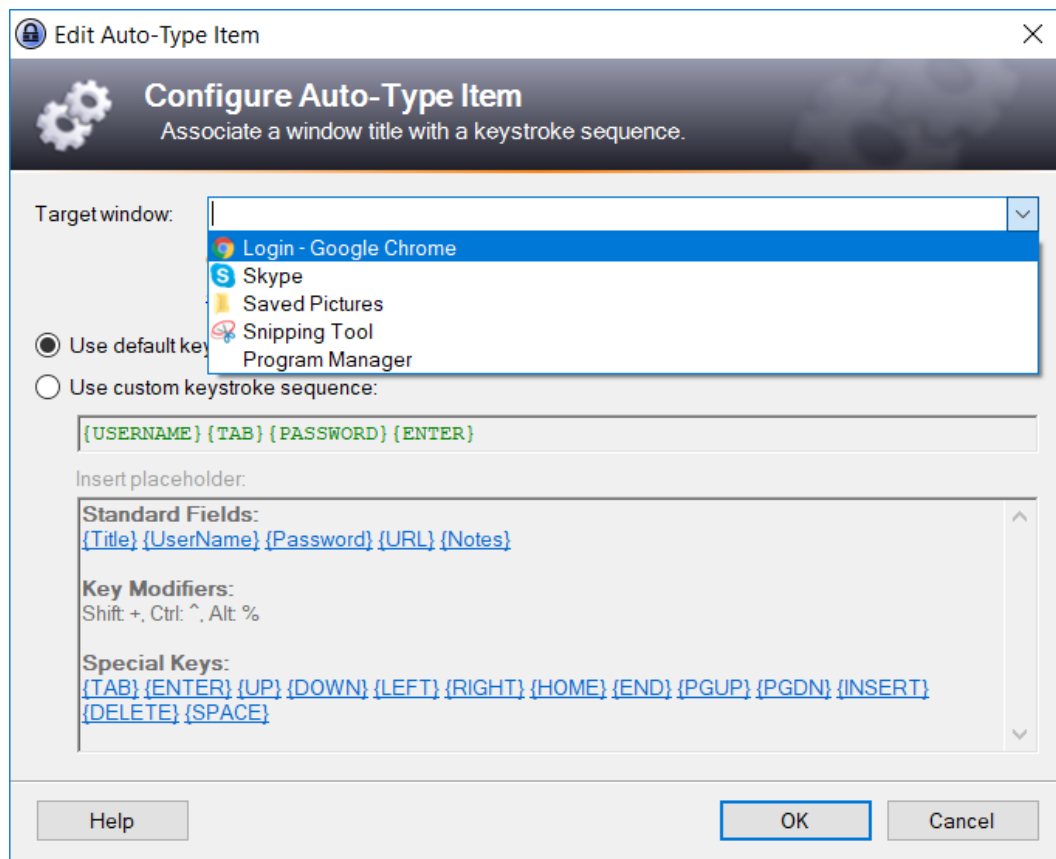 Edit Auto-Type Item
Configure Auto-Type Item
Associate a window title with a keystroke sequence.
Target window:
Login - Google Chrome
Skype
Saved Pictures
Snipping Tool
Program Manager
Use default key
Use custom keystroke sequence:
{USERNAME}{TAB}{PASSWORD}{ENTER}
Insert placeholder:
Standard Fields:
{Title} {UserName} {Password} {URL} {Notes}
Key Modifiers:
Shift: +, Ctrl: ^, Alt: %
Special Keys:
{TAB} {ENTER} {UP} {DOWN} {LEFT} {RIGHT} {HOME} {END} {PGUP} {PGDN} {INSERT}
{DELETE} {SPACE}
Help
OK
Cancel